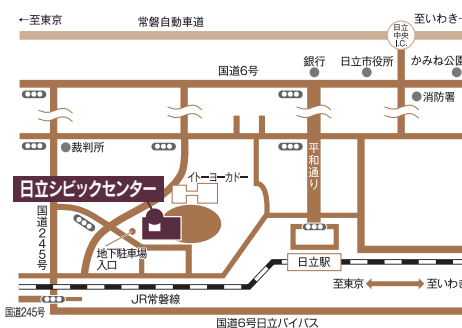 ←至東京
常磐自動車道
日立
中央
I.C.
至いわき
国道6号
銀行
日立市役所
かみね公園
消防署
裁判所
イトーヨーカドー
平和通り
日立シビックセンター
国道245号
地下駐車場
入口
日立駅
至東京
至いわき
JR常磐線
国道245号
国道6号日立バイパス